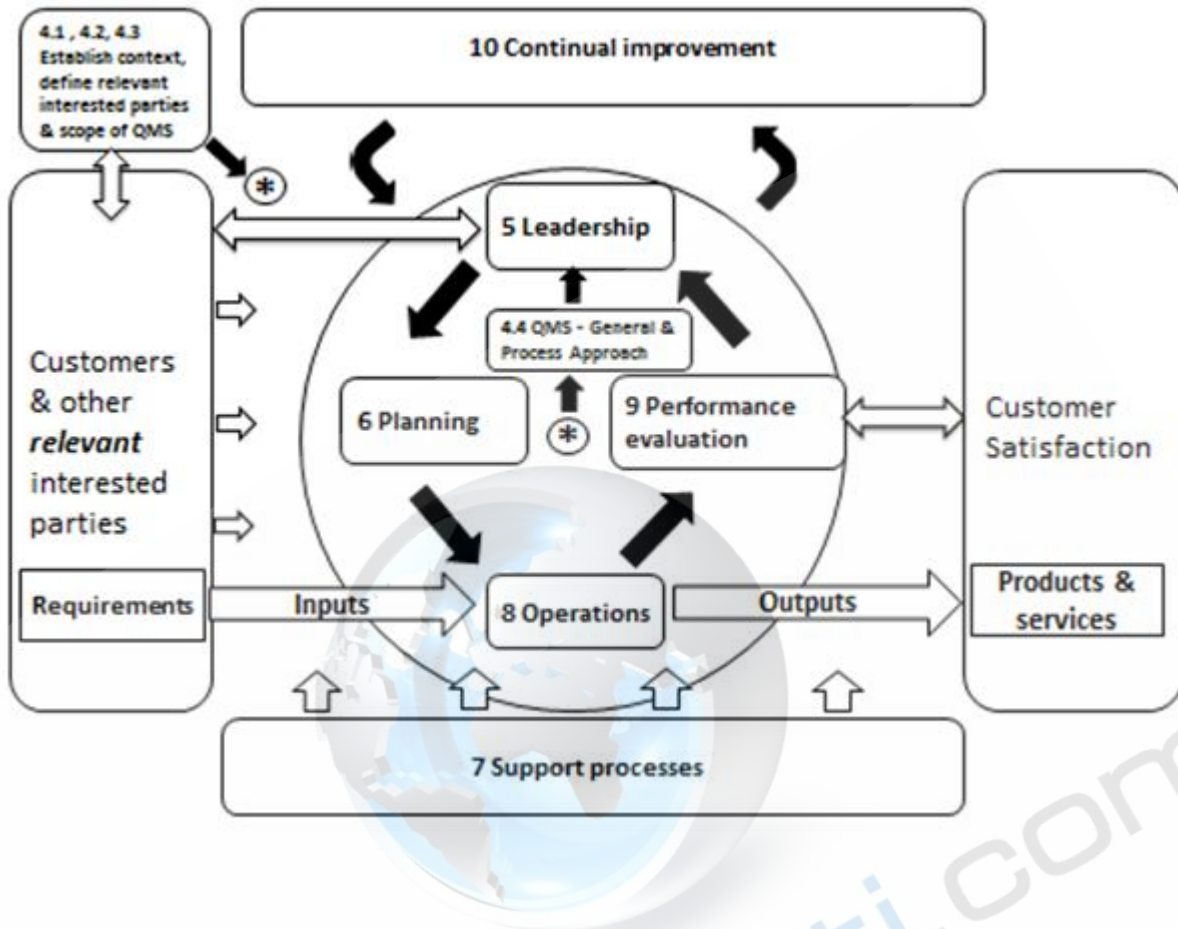 4.1 , 4.2, 4.3
Establish context,
define relevant
interested parties
& scope of QMS
10 Continual improvement
*
5 Leadership
4.4 QMS - General &
Process Approach
Customers
& other
relevant
interested
parties
6 Planning
*
9 Performance
evaluation
Customer
Satisfaction
Requirements
Inputs
8 Operations
Outputs
Products &
services
7 Support processes
ti.com